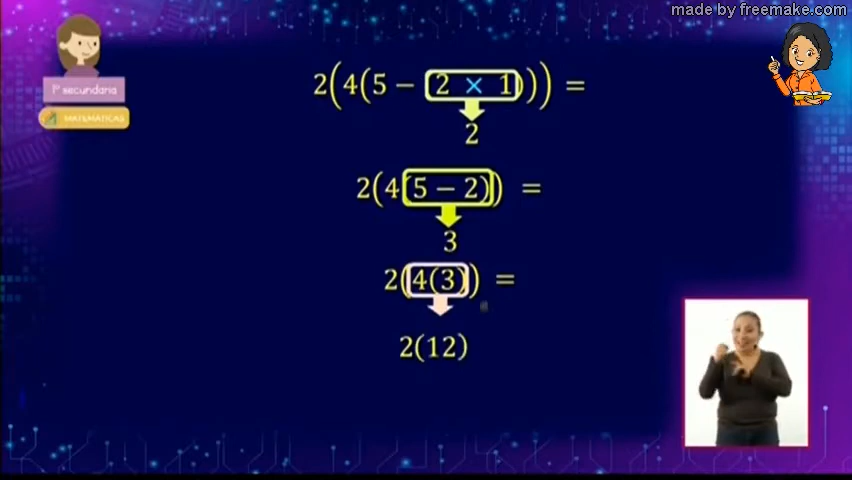 made by freemake.com
1° secundaria
MATEMÁTICAS
2(4(5 − (2 × 1))) =
2
2(4(5 − 2)) =
3
2(4(3)) =
2(12)